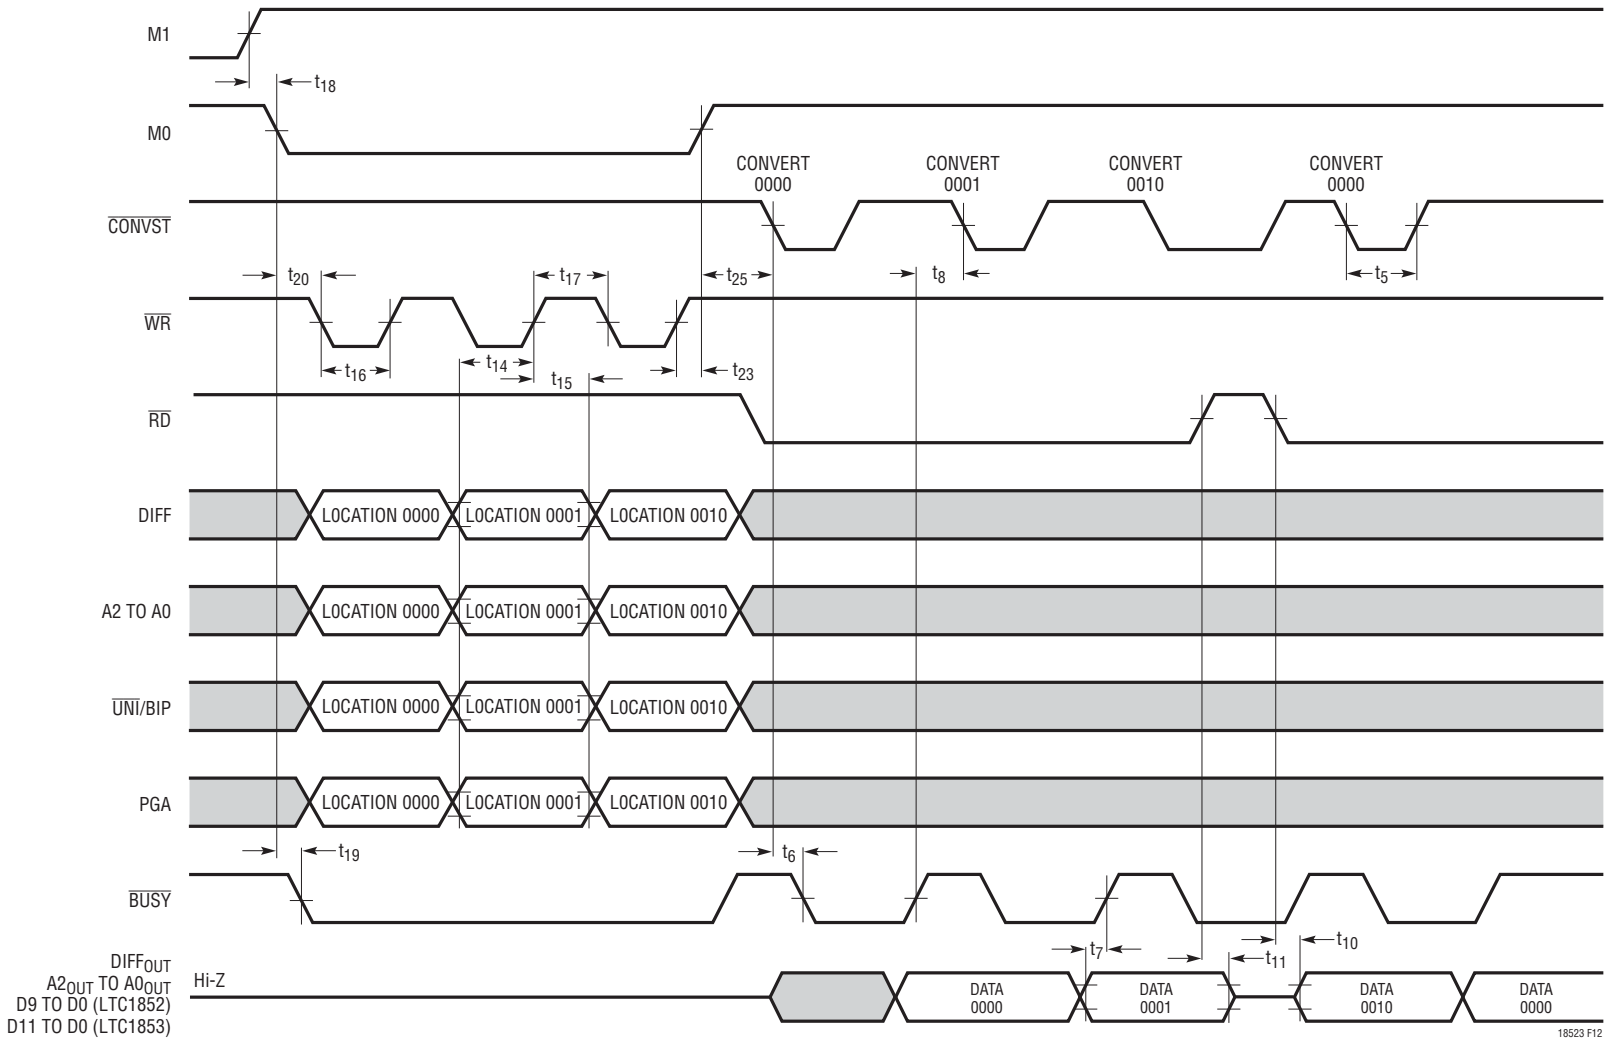 M1
t18
M0
CONVERT
0000
CONVERT
0001
CONVERT
0010
CONVERT
0000
CONVST
t20
t17
t25
t8
t5
WR
t16
t14
t15
t23
RD
DIFF
LOCATION 0000
LOCATION 0001
LOCATION 0010
A2 TO A0
LOCATION 0000
LOCATION 0001
LOCATION 0010
UNI/BIP
LOCATION 0000
LOCATION 0001
LOCATION 0010
PGA
LOCATION 0000
LOCATION 0001
LOCATION 0010
t19
t6
BUSY
t7
t11
t10
DIFFOUT
A2OUT TO A0OUT
D9 TO D0 (LTC1852)
D11 TO D0 (LTC1853)
Hi-Z
DATA
0000
DATA
0001
DATA
0010
DATA
0000
18523 F12